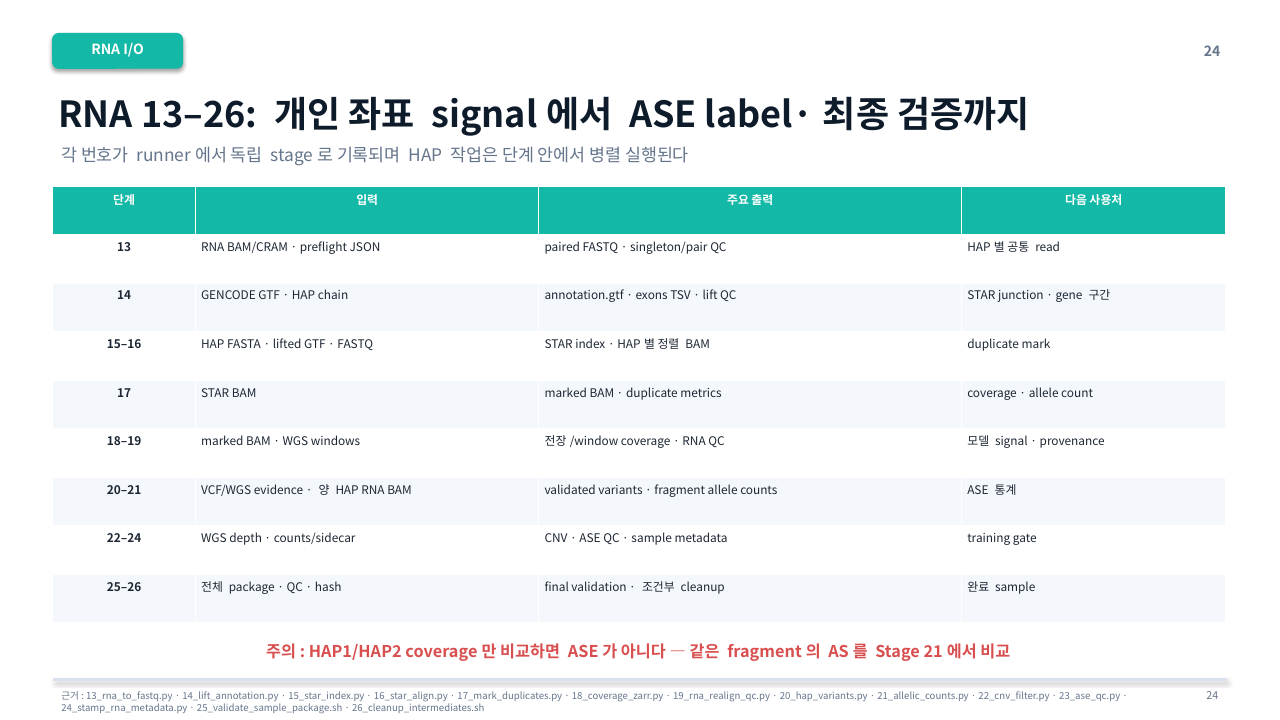 RNA I/O
24
RNA 13–26: 개인 좌표 signal 에서 ASE label· 최종 검증까지
각 번호가 runner 에서 독립 stage 로 기록되며 HAP 작업은 단계 안에서 병렬 실행된다
단계 입력 주요 출력 다음 사용처
13 RNA BAM/CRAM · preflight JSON paired FASTQ · singleton/pair QC HAP 별 공통 read
14 GENCODE GTF · HAP chain annotation.gtf · exons TSV · lift QC STAR junction · gene 구간
15–16 HAP FASTA · lifted GTF · FASTQ STAR index · HAP 별 정렬 BAM duplicate mark
17 STAR BAM marked BAM · duplicate metrics coverage · allele count
18–19 marked BAM · WGS windows 전장 /window coverage · RNA QC 모델 signal · provenance
20–21 VCF/WGS evidence · 양 HAP RNA BAM validated variants · fragment allele counts ASE 통계
22–24 WGS depth · counts/sidecar CNV · ASE QC · sample metadata training gate
25–26 전체 package · QC · hash final validation · 조건부 cleanup 완료 sample
주의 : HAP1/HAP2 coverage 만 비교하면 ASE 가 아니다 — 같은 fragment 의 AS 를 Stage 21 에서 비교
근거 : 13_rna_to_fastq.py · 14_lift_annotation.py · 15_star_index.py · 16_star_align.py · 17_mark_duplicates.py · 18_coverage_zarr.py · 19_rna_realign_qc.py · 20_hap_variants.py · 21_allelic_counts.py · 22_cnv_filter.py · 23_ase_qc.py ·
24_stamp_rna_metadata.py · 25_validate_sample_package.sh · 26_cleanup_intermediates.sh
24